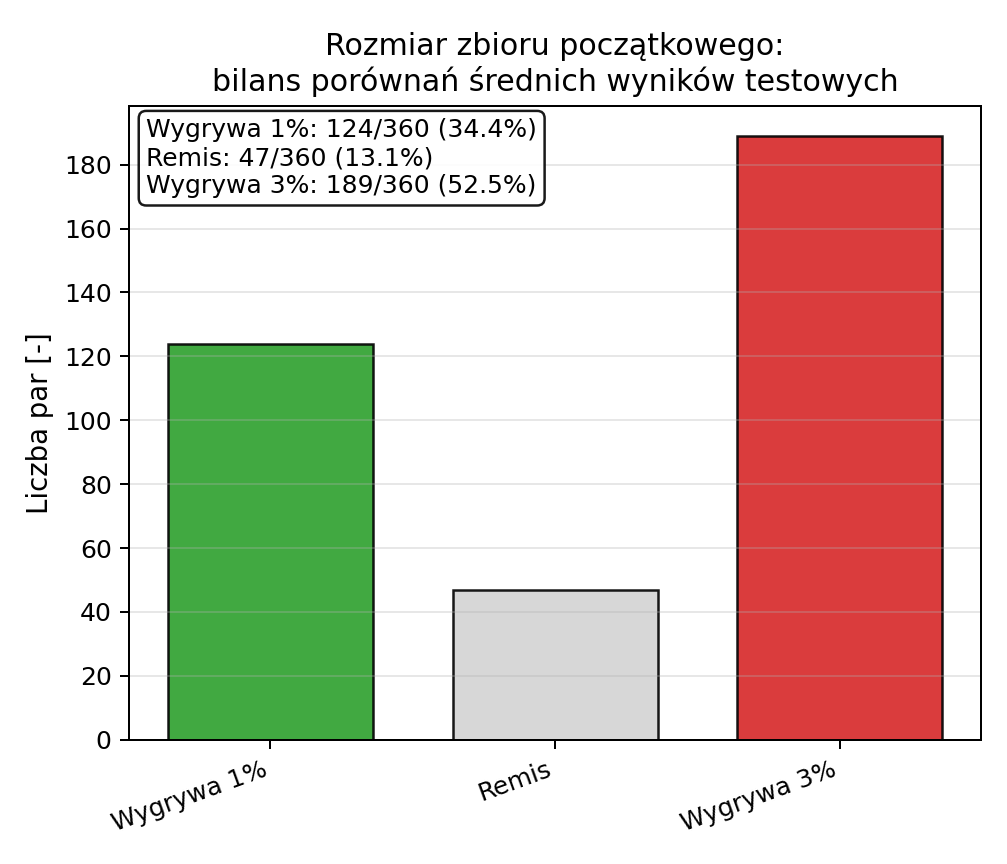 Rozmiar zbioru początkowego:
bilans porównań średnich wyników testowych
Wygrywa 1%: 124/360 (34.4%)
Remis: 47/360 (13.1%)
Wygrywa 3%: 189/360 (52.5%)
Liczba par [-]
180
160
140
120
100
80
60
40
20
0
Wygrywa 1%
Remis
Wygrywa 3%